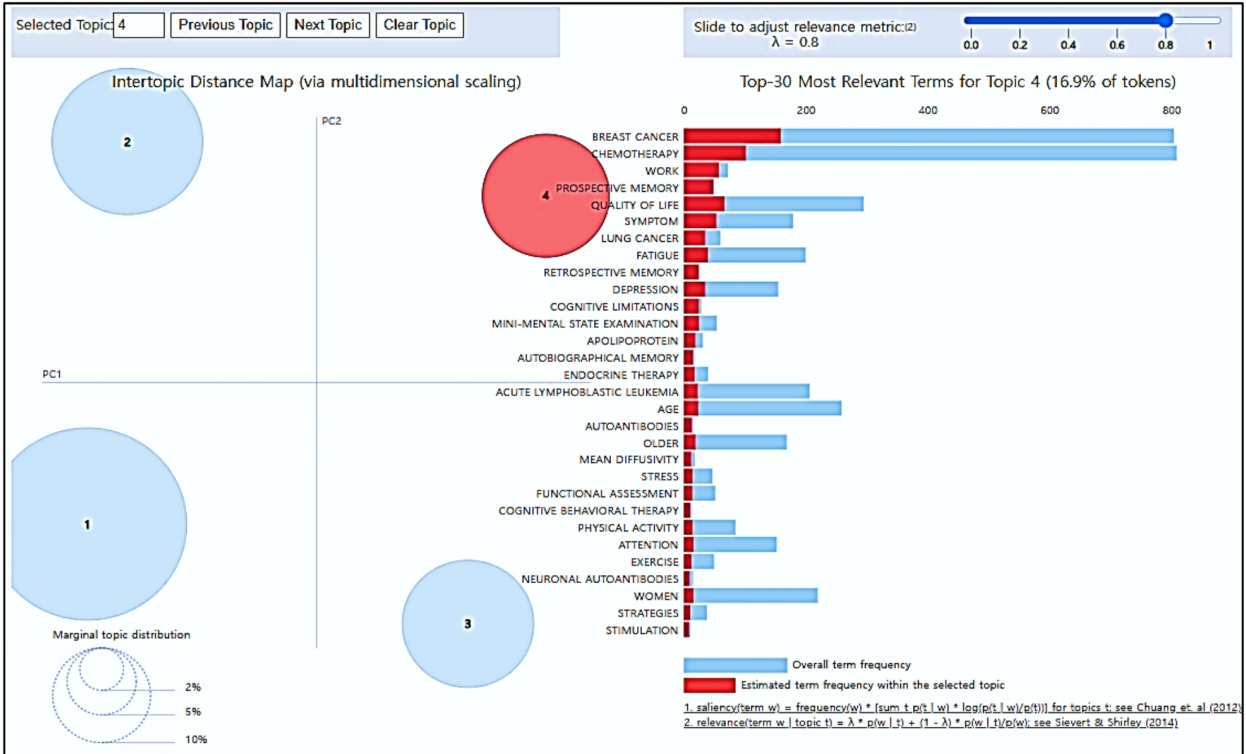 Selected Topic: 4 Previous Topic Next Topic Clear Topic
Slide to adjust relevance metric:(2)
λ = 0.8
0.0 0.2 0.4 0.6 0.8 1
Intertopic Distance Map (via multidimensional scaling)
PC2
PC1
2
4
1
3
Marginal topic distribution
2%
5%
10%
Top-30 Most Relevant Terms for Topic 4 (16.9% of tokens)
0 200 400 600 800
BREAST CANCER
CHEMOTHERAPY
WORK
PROSPECTIVE MEMORY
QUALITY OF LIFE
SYMPTOM
LUNG CANCER
FATIGUE
RETROSPECTIVE MEMORY
DEPRESSION
COGNITIVE LIMITATIONS
MINI-MENTAL STATE EXAMINATION
APOLIPOPROTEIN
AUTOBIOGRAPHICAL MEMORY
ENDOCRINE THERAPY
ACUTE LYMPHOBLASTIC LEUKEMIA
AGE
AUTOANTIBODIES
OLDER
MEAN DIFFUSIVITY
STRESS
FUNCTIONAL ASSESSMENT
COGNITIVE BEHAVIORAL THERAPY
PHYSICAL ACTIVITY
ATTENTION
EXERCISE
NEURONAL AUTOANTIBODIES
WOMEN
STRATEGIES
STIMULATION
Overall term frequency
Estimated term frequency within the selected topic
1. saliency(term w) = frequency(w) * [sum t p(t | w) * log(p(t | w)/p(t))] for topics t; see Chuang et. al (2012)
2. relevance(term w | topic t) = λ * p(w | t) + (1 - λ) * p(w | t)/p(w); see Sievert & Shirley (2014)